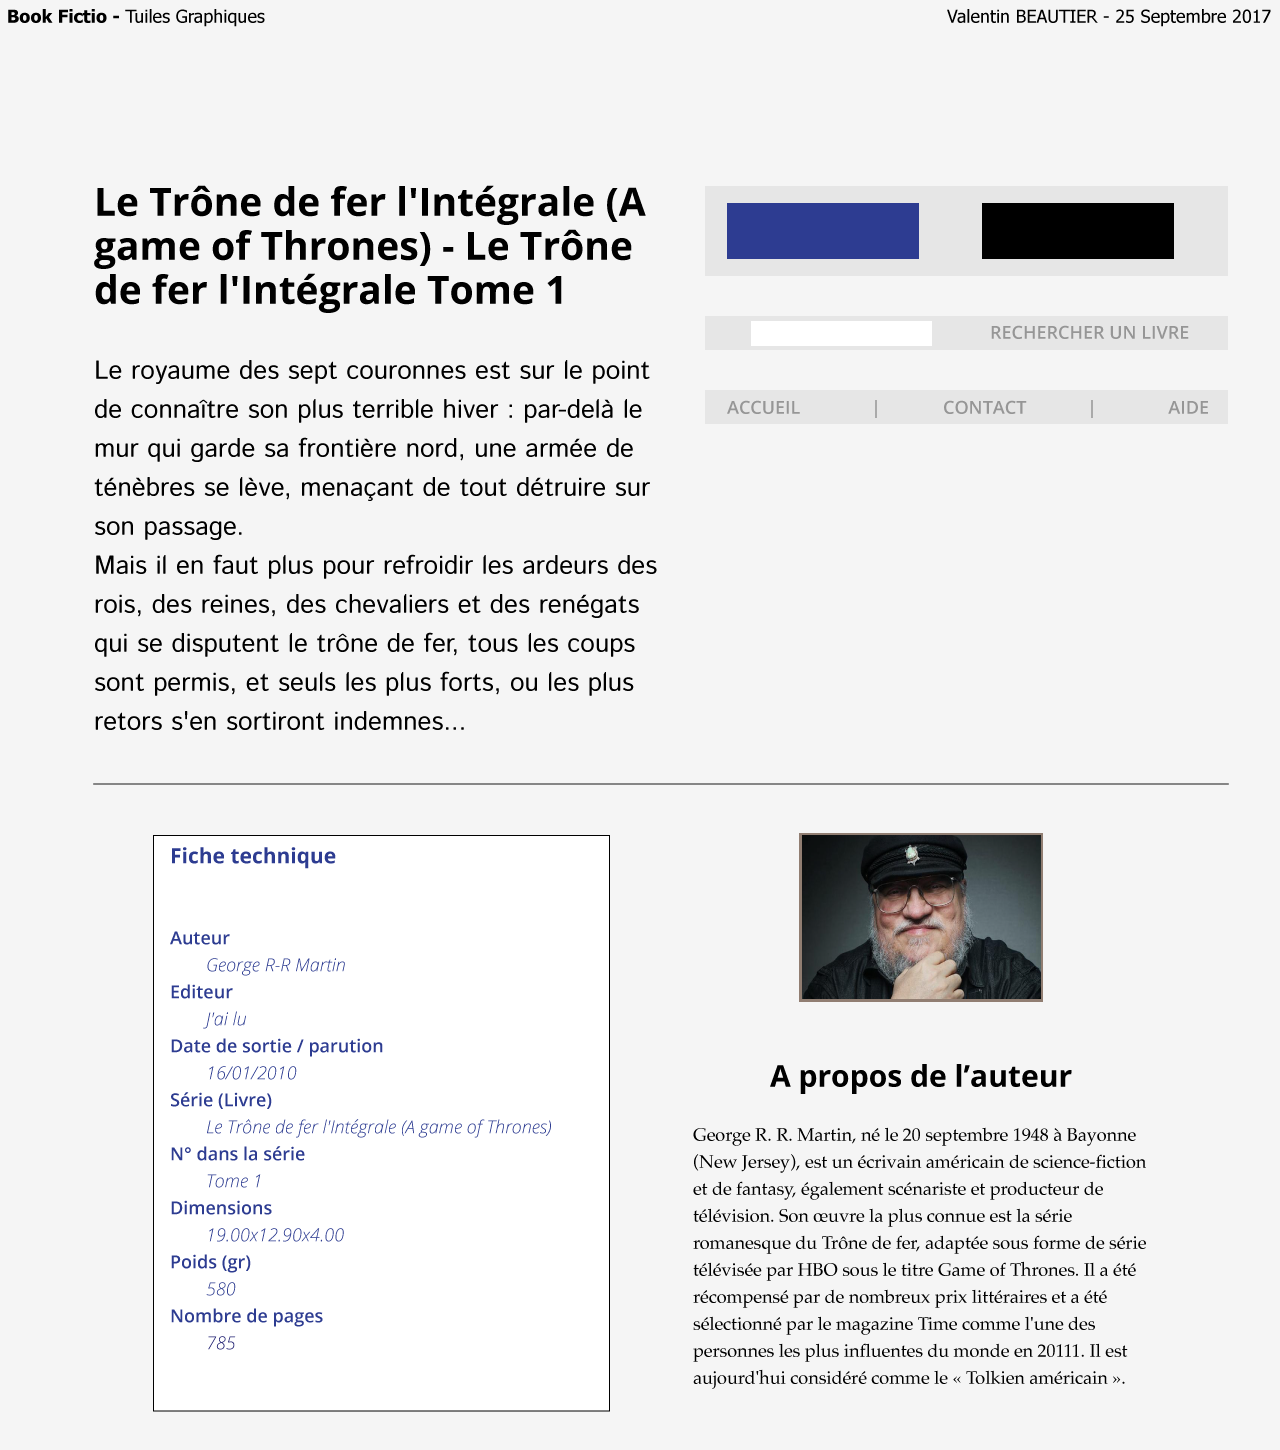 Book Fictio - Tuiles Graphiques
Valentin BEAUTIER - 25 Septembre 2017
Le Trône de fer l'Intégrale (A
game of Thrones) - Le Trône
de fer l'Intégrale Tome 1
Le royaume des sept couronnes est sur le point
de connaître son plus terrible hiver : par-delà le
mur qui garde sa frontière nord, une armée de
ténèbres se lève, menaçant de tout détruire sur
son passage.
Mais il en faut plus pour refroidir les ardeurs des
rois, des reines, des chevaliers et des renégats
qui se disputent le trône de fer, tous les coups
sont permis, et seuls les plus forts, ou les plus
retors s'en sortiront indemnes...
RECHERCHER UN LIVRE
ACCUEIL | CONTACT | AIDE
Fiche technique
Auteur
George R-R Martin
Editeur
J'ai lu
Date de sortie / parution
16/01/2010
Série (Livre)
Le Trône de fer l'Intégrale (A game of Thrones)
N° dans la série
Tome 1
Dimensions
19.00x12.90x4.00
Poids (gr)
580
Nombre de pages
785
A propos de l’auteur
George R. R. Martin, né le 20 septembre 1948 à Bayonne
(New Jersey), est un écrivain américain de science-fiction
et de fantasy, également scénariste et producteur de
télévision. Son œuvre la plus connue est la série
romanesque du Trône de fer, adaptée sous forme de série
télévisée par HBO sous le titre Game of Thrones. Il a été
récompensé par de nombreux prix littéraires et a été
sélectionné par le magazine Time comme l'une des
personnes les plus influentes du monde en 20111. Il est
aujourd'hui considéré comme le « Tolkien américain ».